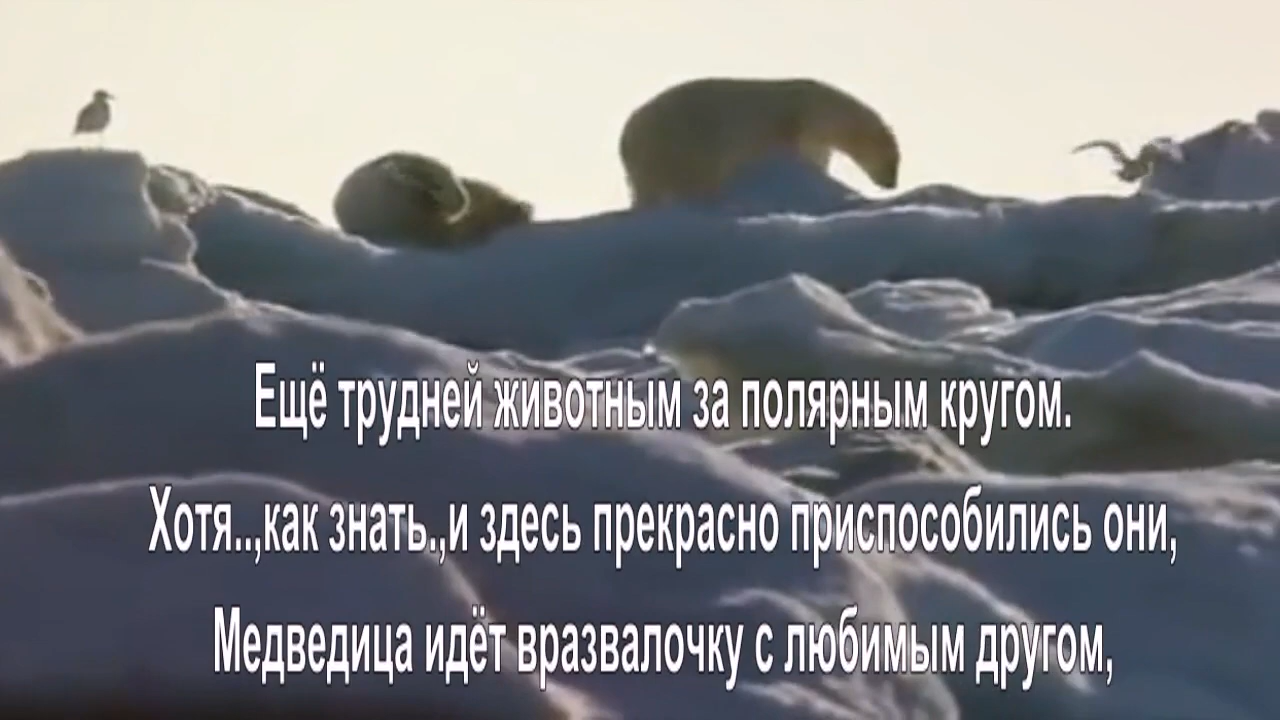 Ещё трудней животным за полярным кругом.
Хотя..,как знать.,и здесь прекрасно приспособились они,
Медведица идёт вразвалочку с любимым другом,